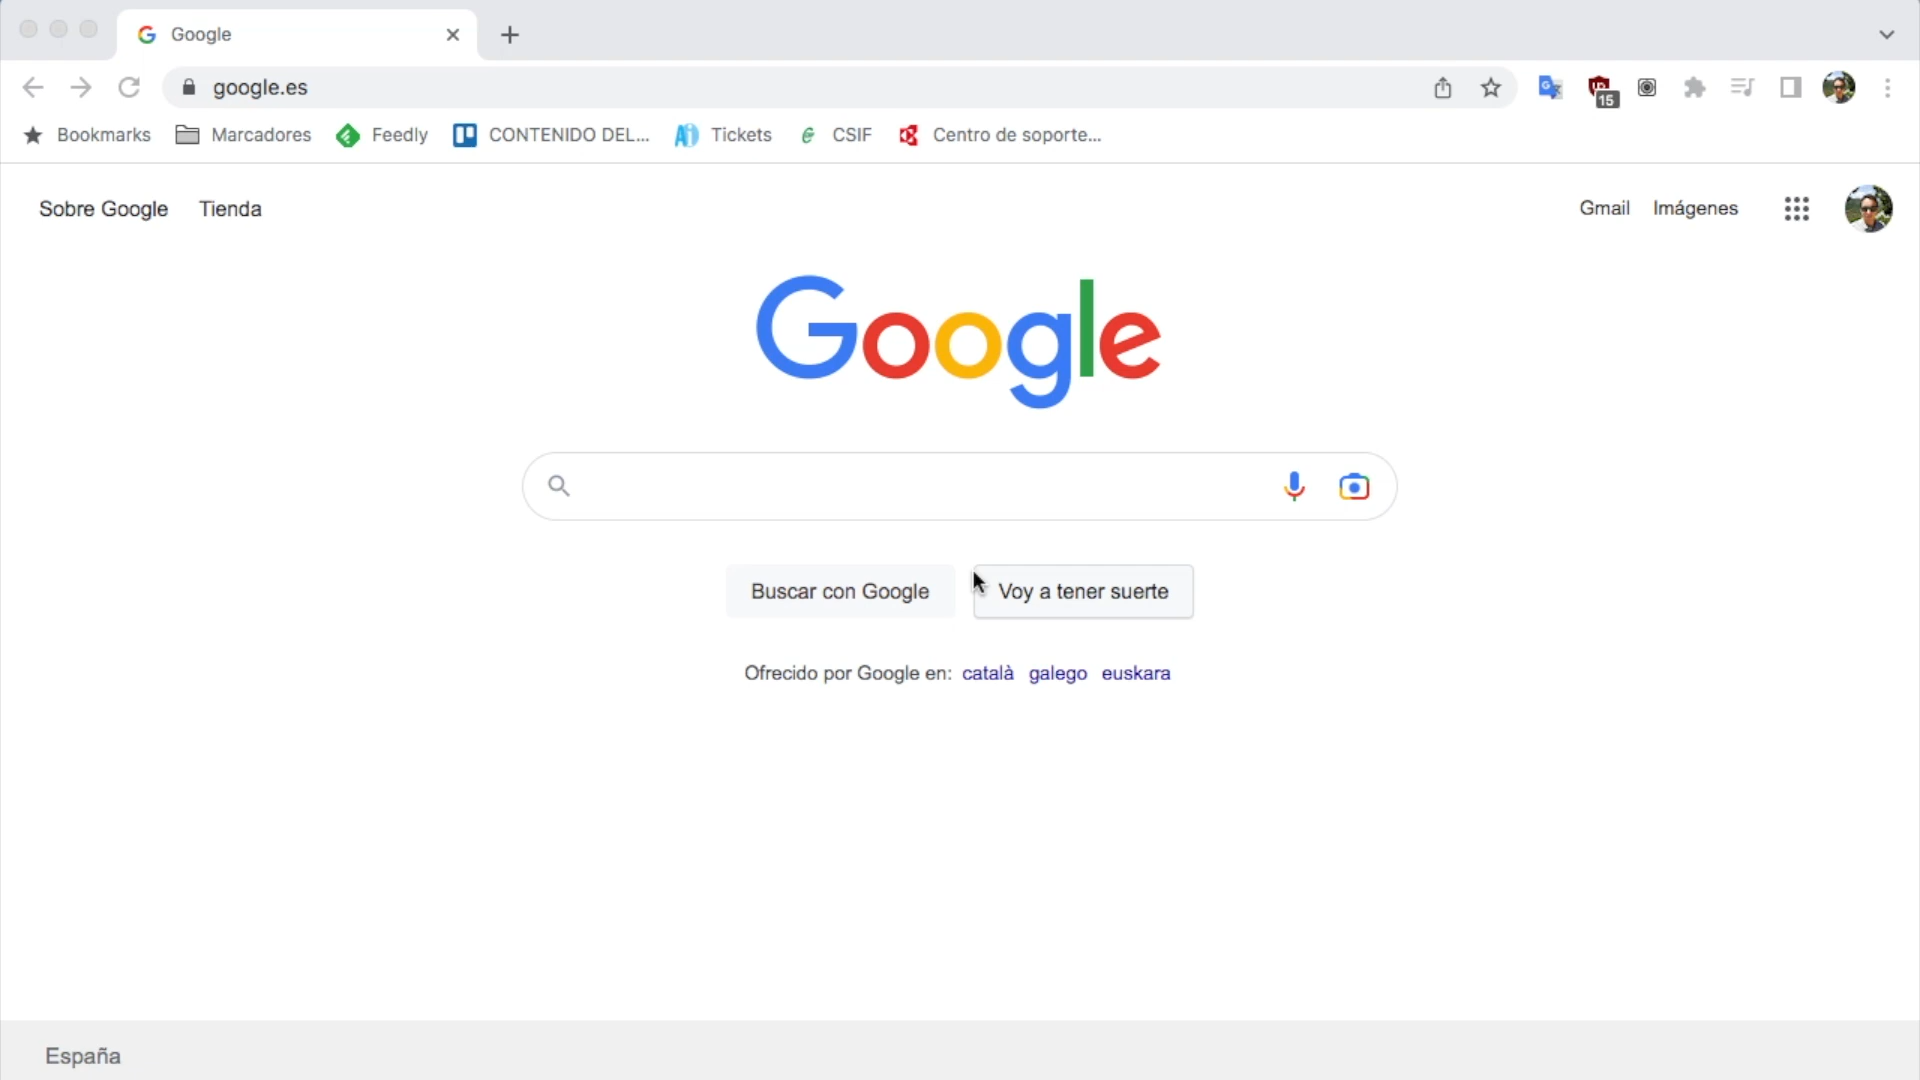 Google
google.es
15
Bookmarks Marcadores Feedly CONTENIDO DEL... Tickets CSIF Centro de soporte...
Sobre Google Tienda Gmail Imágenes
Google
Buscar con Google Voy a tener suerte
Ofrecido por Google en: català galego euskara
España